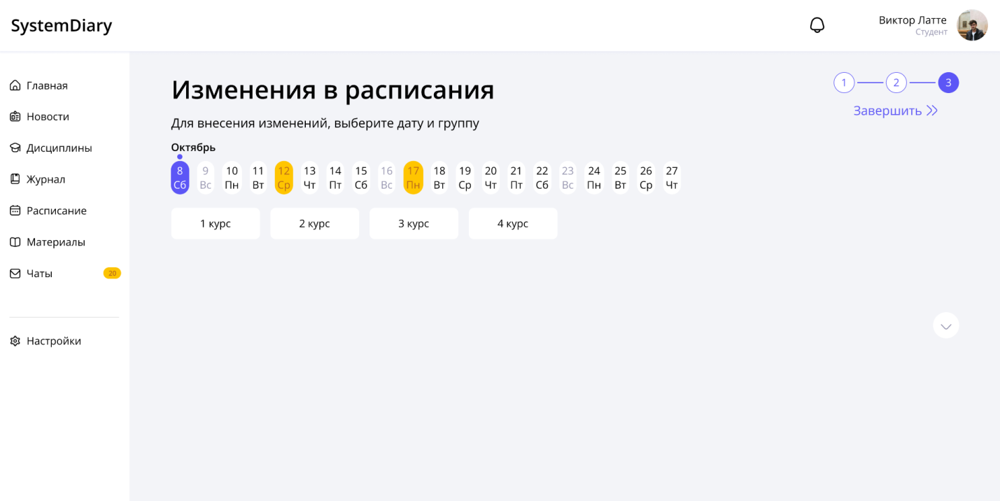 SystemDiary
Виктор Латте
Студент
Главная
Новости
Дисциплины
Журнал
Расписание
Материалы
Чаты 20
Настройки
Изменения в расписания
1 2 3
Завершить
Для внесения изменений, выберите дату и группу
Октябрь
8 9 10 11 12 13 14 15 16 17 18 19 20 21 22 23 24 25 26 27
Сб Вс Пн Вт Ср Чт Пт Сб Вс Пн Вт Ср Чт Пт Сб Вс Пн Вт Ср Чт
1 курс 2 курс 3 курс 4 курс